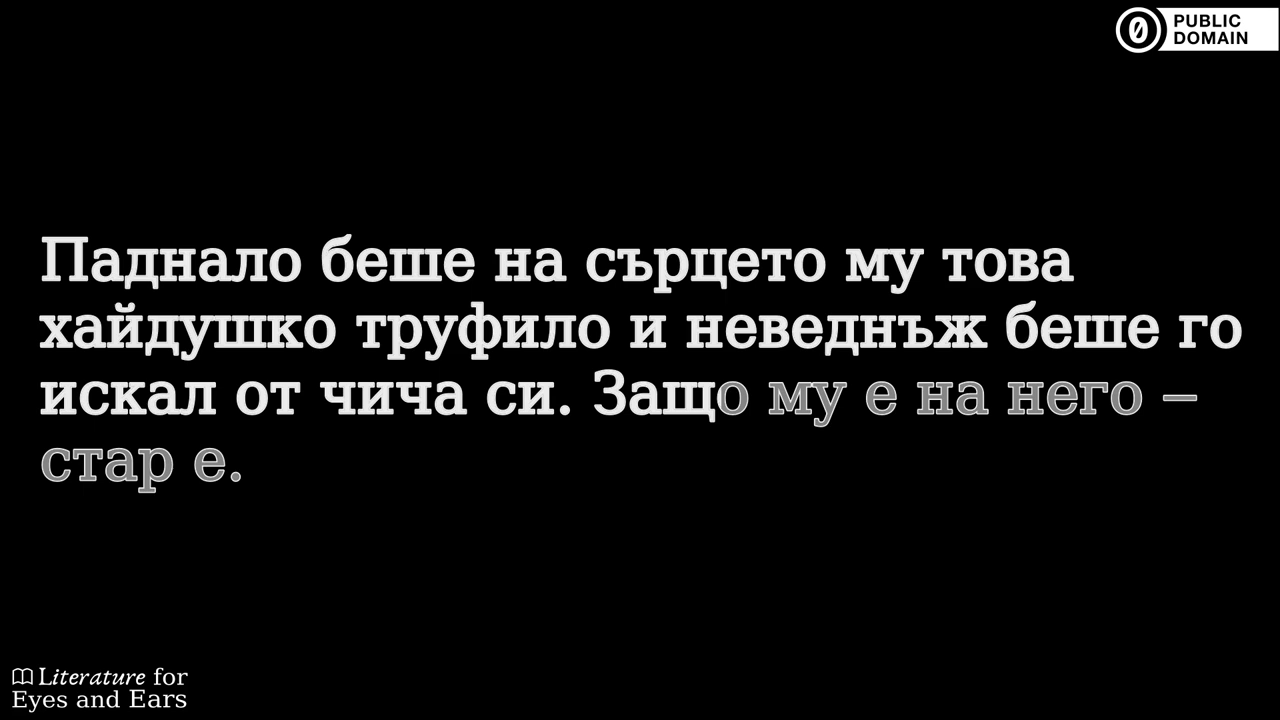 PUBLIC
DOMAIN
Паднало беше на сърцето му това
хайдушко труфило и неведнъж беше го
искал от чича си. Защо му е на него –
стар е.
Literature for
Eyes and Ears